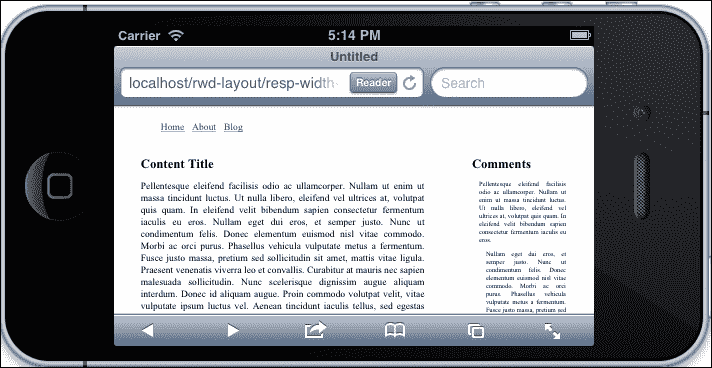 Carrier 5:14 PM
Untitled
localhost/rwd-layout/resp-width Reader Search
Home About Blog
Content Title
Pellentesque eleifend facilisis odio ac ullamcorper. Nullam ut enim ut
massa tincidunt luctus. Ut nulla libero, eleifend vel ultrices at, volutpat
quis quam. In eleifend velit bibendum sapien consectetur fermentum
iaculis eu eros. Nullam eget dui eros, et semper justo. Nunc ut
condimentum felis. Donec elementum euismod nisl vitae commodo.
Morbi ac orci purus. Phasellus vehicula vulputate metus a fermentum.
Fusce justo massa, pretium sed sollicitudin sit amet, mattis vitae ligula.
Praesent venenatis viverra leo et convallis. Curabitur at mauris nec sapien
malesuada sollicitudin. Nunc scelerisque dignissim augue aliquam
interdum. Donec id aliquam augue. Proin commodo volutpat velit, vitae
vulputate ipsum luctus vel. Aenean tincidunt iaculis tellus, sed egestas
Comments
Pellentesque eleifend facilisis
odio ac ullamcorper. Nullam
ut enim ut massa tincidunt luctus.
Ut nulla libero, eleifend vel
ultrices at, volutpat quis quam.
In eleifend velit bibendum sapien
consectetur fermentum iaculis eu
eros.
Nullam eget dui eros, et
semper justo. Nunc ut
condimentum felis. Donec
elementum euismod nisl
vitae commodo. Morbi ac orci
purus. Phasellus vehicula
vulputate metus a fermentum.
Fusce justo massa, pretium sed